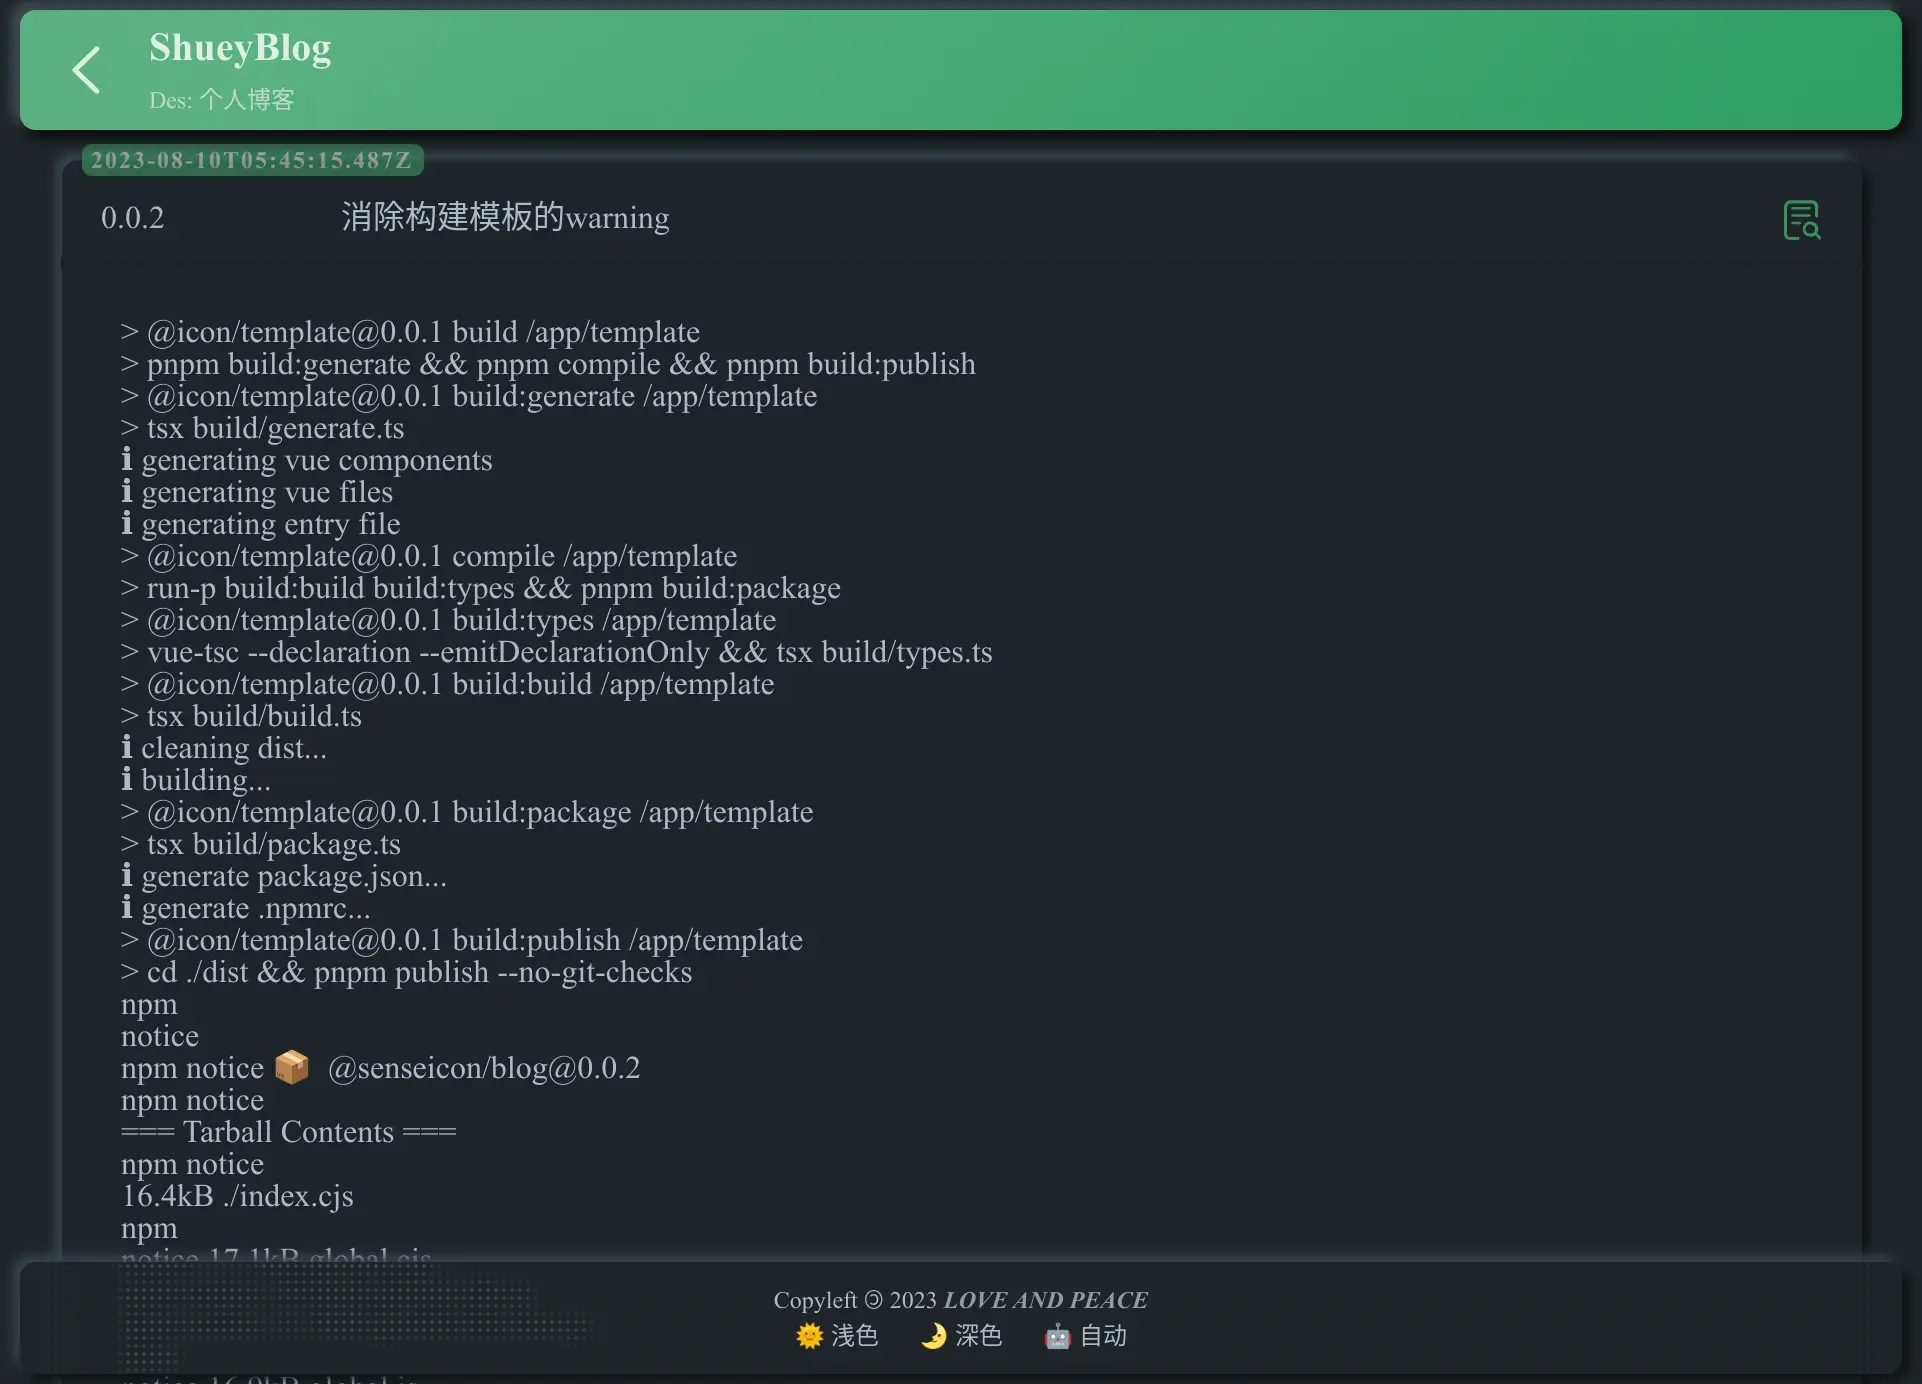 ShueyBlog
Des: 个人博客
2023-08-10T05:45:15.487Z
0.0.2 消除构建模板的warning
> @icon/template@0.0.1 build /app/template
> pnpm build:generate && pnpm compile && pnpm build:publish
> @icon/template@0.0.1 build:generate /app/template
> tsx build/generate.ts
ℹ generating vue components
ℹ generating vue files
ℹ generating entry file
> @icon/template@0.0.1 compile /app/template
> run-p build:build build:types && pnpm build:package
> @icon/template@0.0.1 build:types /app/template
> vue-tsc --declaration --emitDeclarationOnly && tsx build/types.ts
> @icon/template@0.0.1 build:build /app/template
> tsx build/build.ts
ℹ cleaning dist...
ℹ building...
> @icon/template@0.0.1 build:package /app/template
> tsx build/package.ts
ℹ generate package.json...
ℹ generate .npmrc...
> @icon/template@0.0.1 build:publish /app/template
> cd ./dist && pnpm publish --no-git-checks
npm
notice
npm notice 📦 @senseicon/blog@0.0.2
npm notice
=== Tarball Contents ===
npm notice
16.4kB ./index.cjs
npm
notice 17.1kB global.cjs
Copyleft 🄯 2023 LOVE AND PEACE
🌞 浅色 🌛 深色 🤖 自动